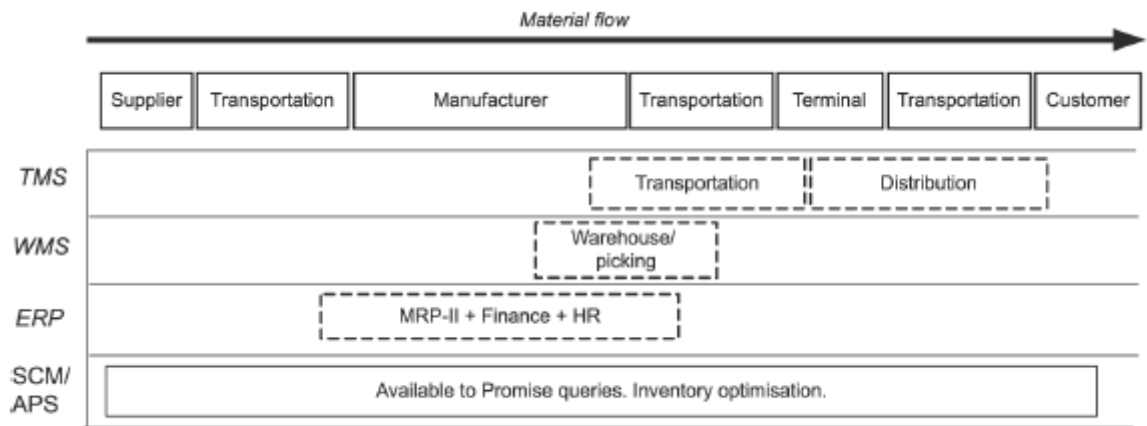 Material flow
Supplier
Transportation
Manufacturer
Transportation
Terminal
Transportation
Customer
TMS
Transportation
Distribution
WMS
Warehouse/
picking
ERP
MRP-II + Finance + HR
SCM/
APS
Available to Promise queries. Inventory optimisation.